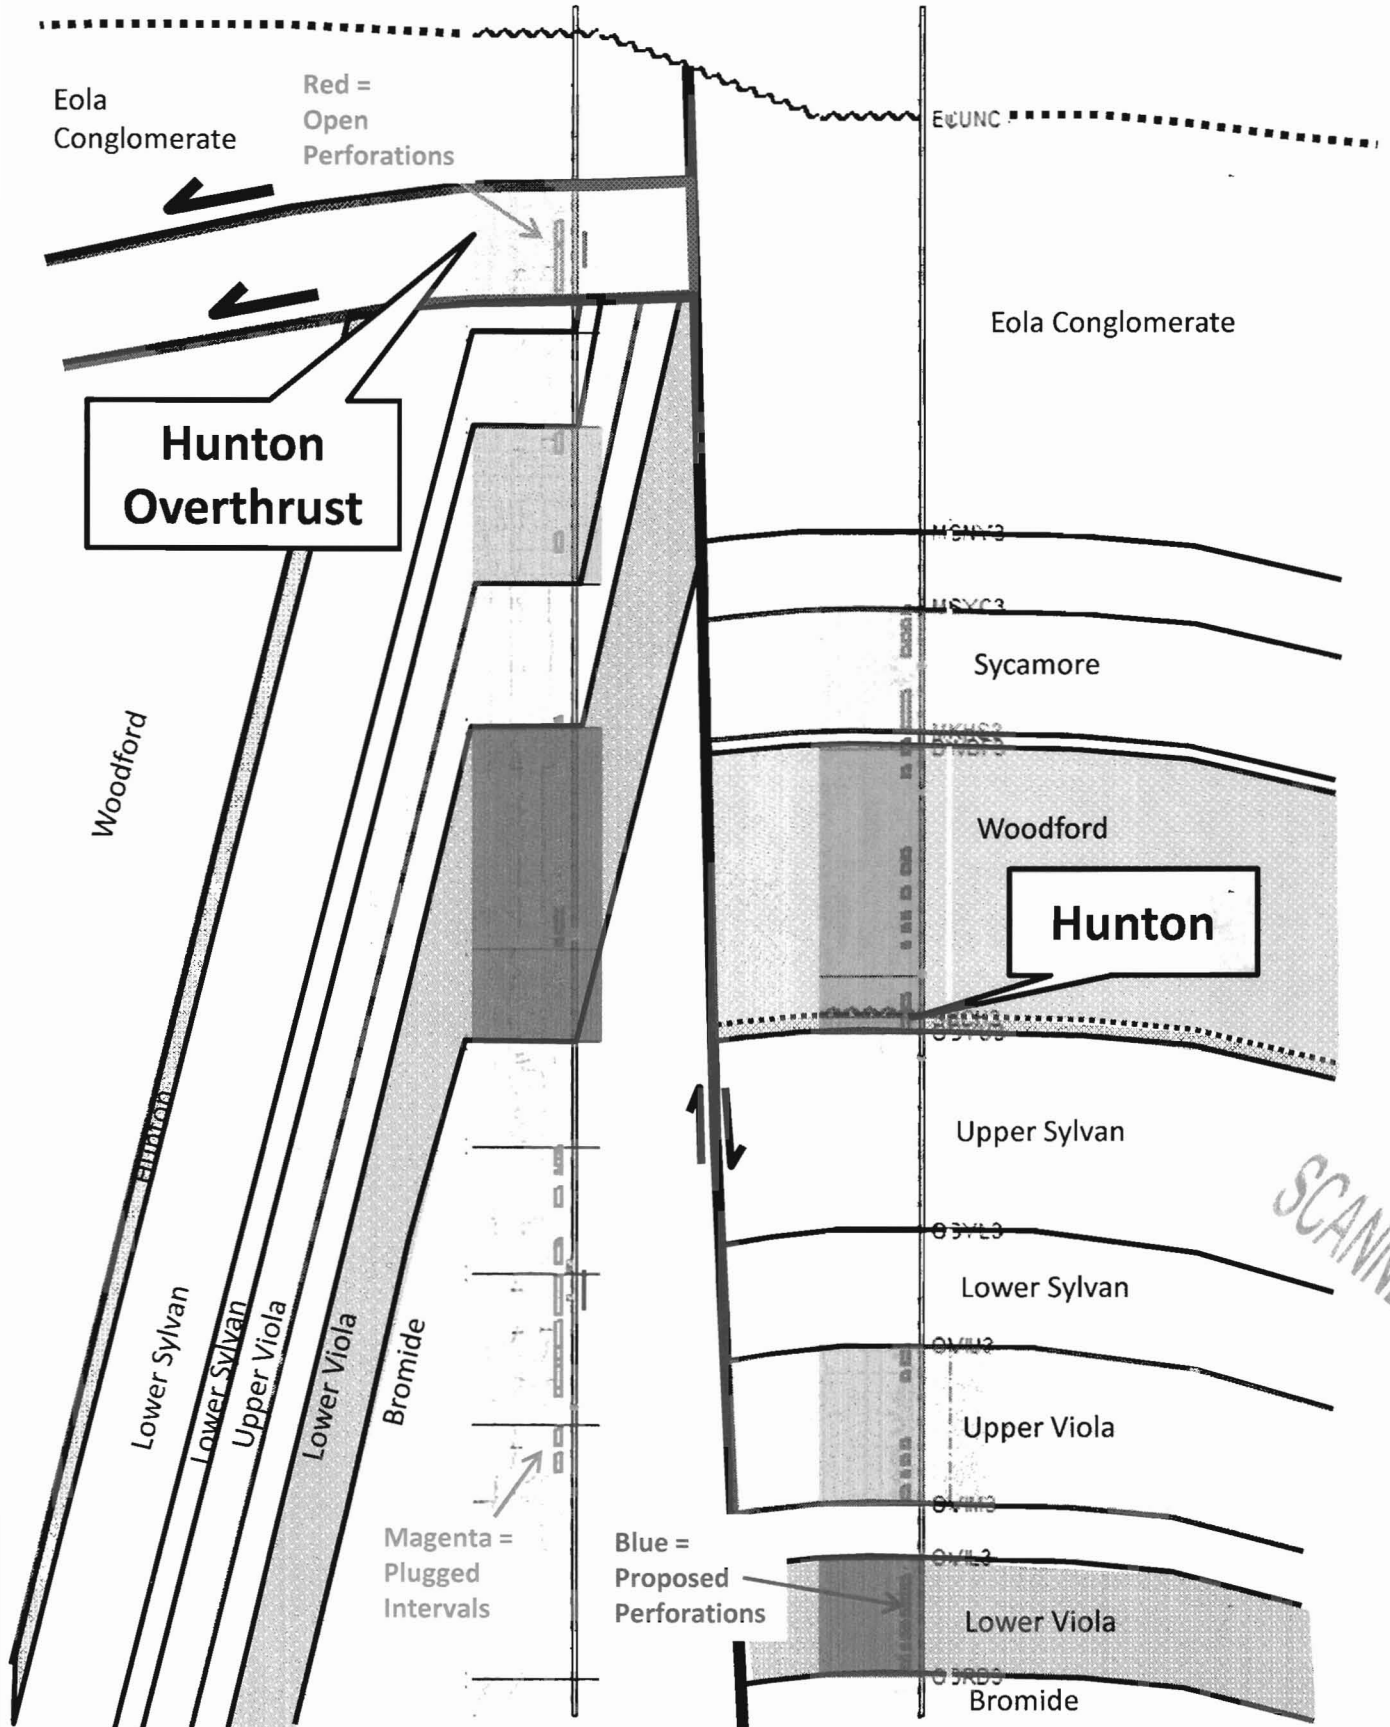 Eola
Conglomerate
Red =
Open
Perforations
Eola Conglomerate
Hunton
Overthrust
Sycamore
Woodford
Woodford
Hunton
Hunton
Upper Sylvan
Lower Sylvan
Lower Sylvan
Lower Sylvan
Upper Viola
Lower Viola
Bromide
Upper Viola
Magenta =
Plugged
Intervals
Blue =
Proposed
Perforations
Lower Viola
Bromide